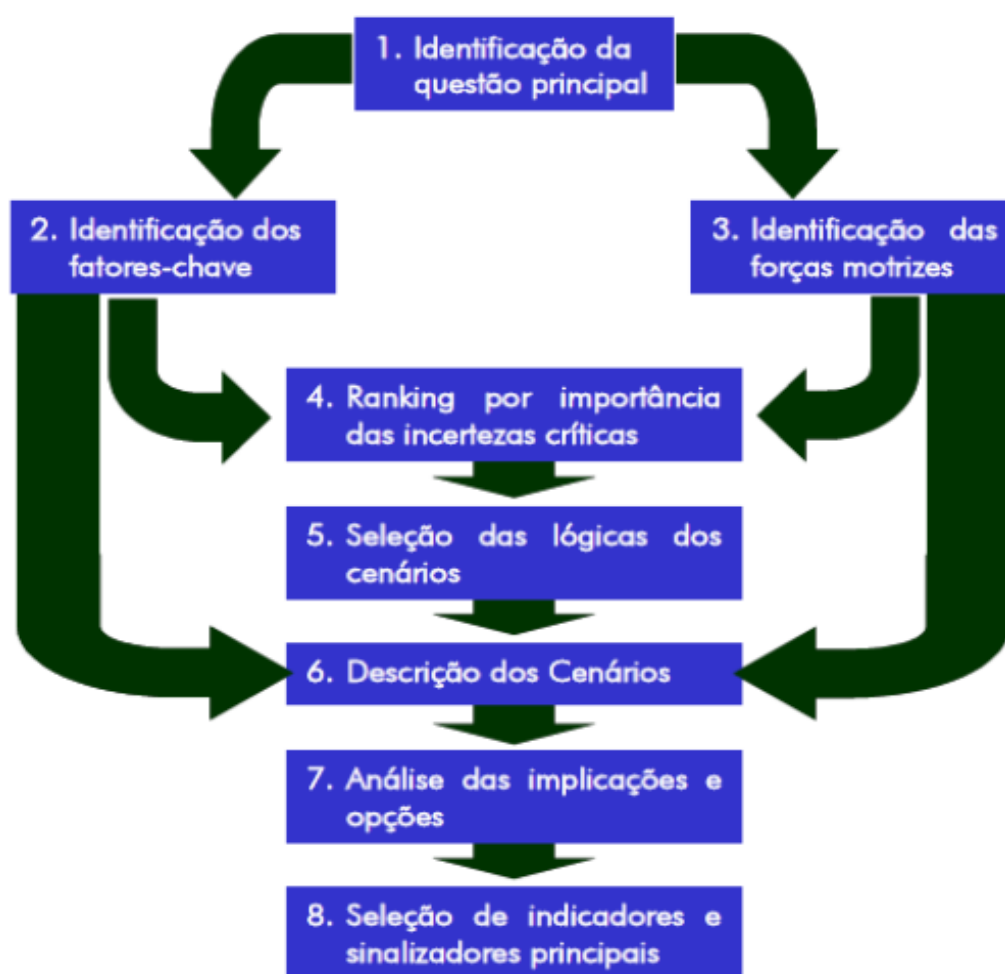 1. Identificação da
questão principal
2. Identificação dos
fatores-chave
3. Identificação das
forças motrizes
4. Ranking por importância
das incertezas críticas
5. Seleção das lógicas dos
cenários
6. Descrição dos Cenários
7. Análise das implicações e
opções
8. Seleção de indicadores e
sinalizadores principais